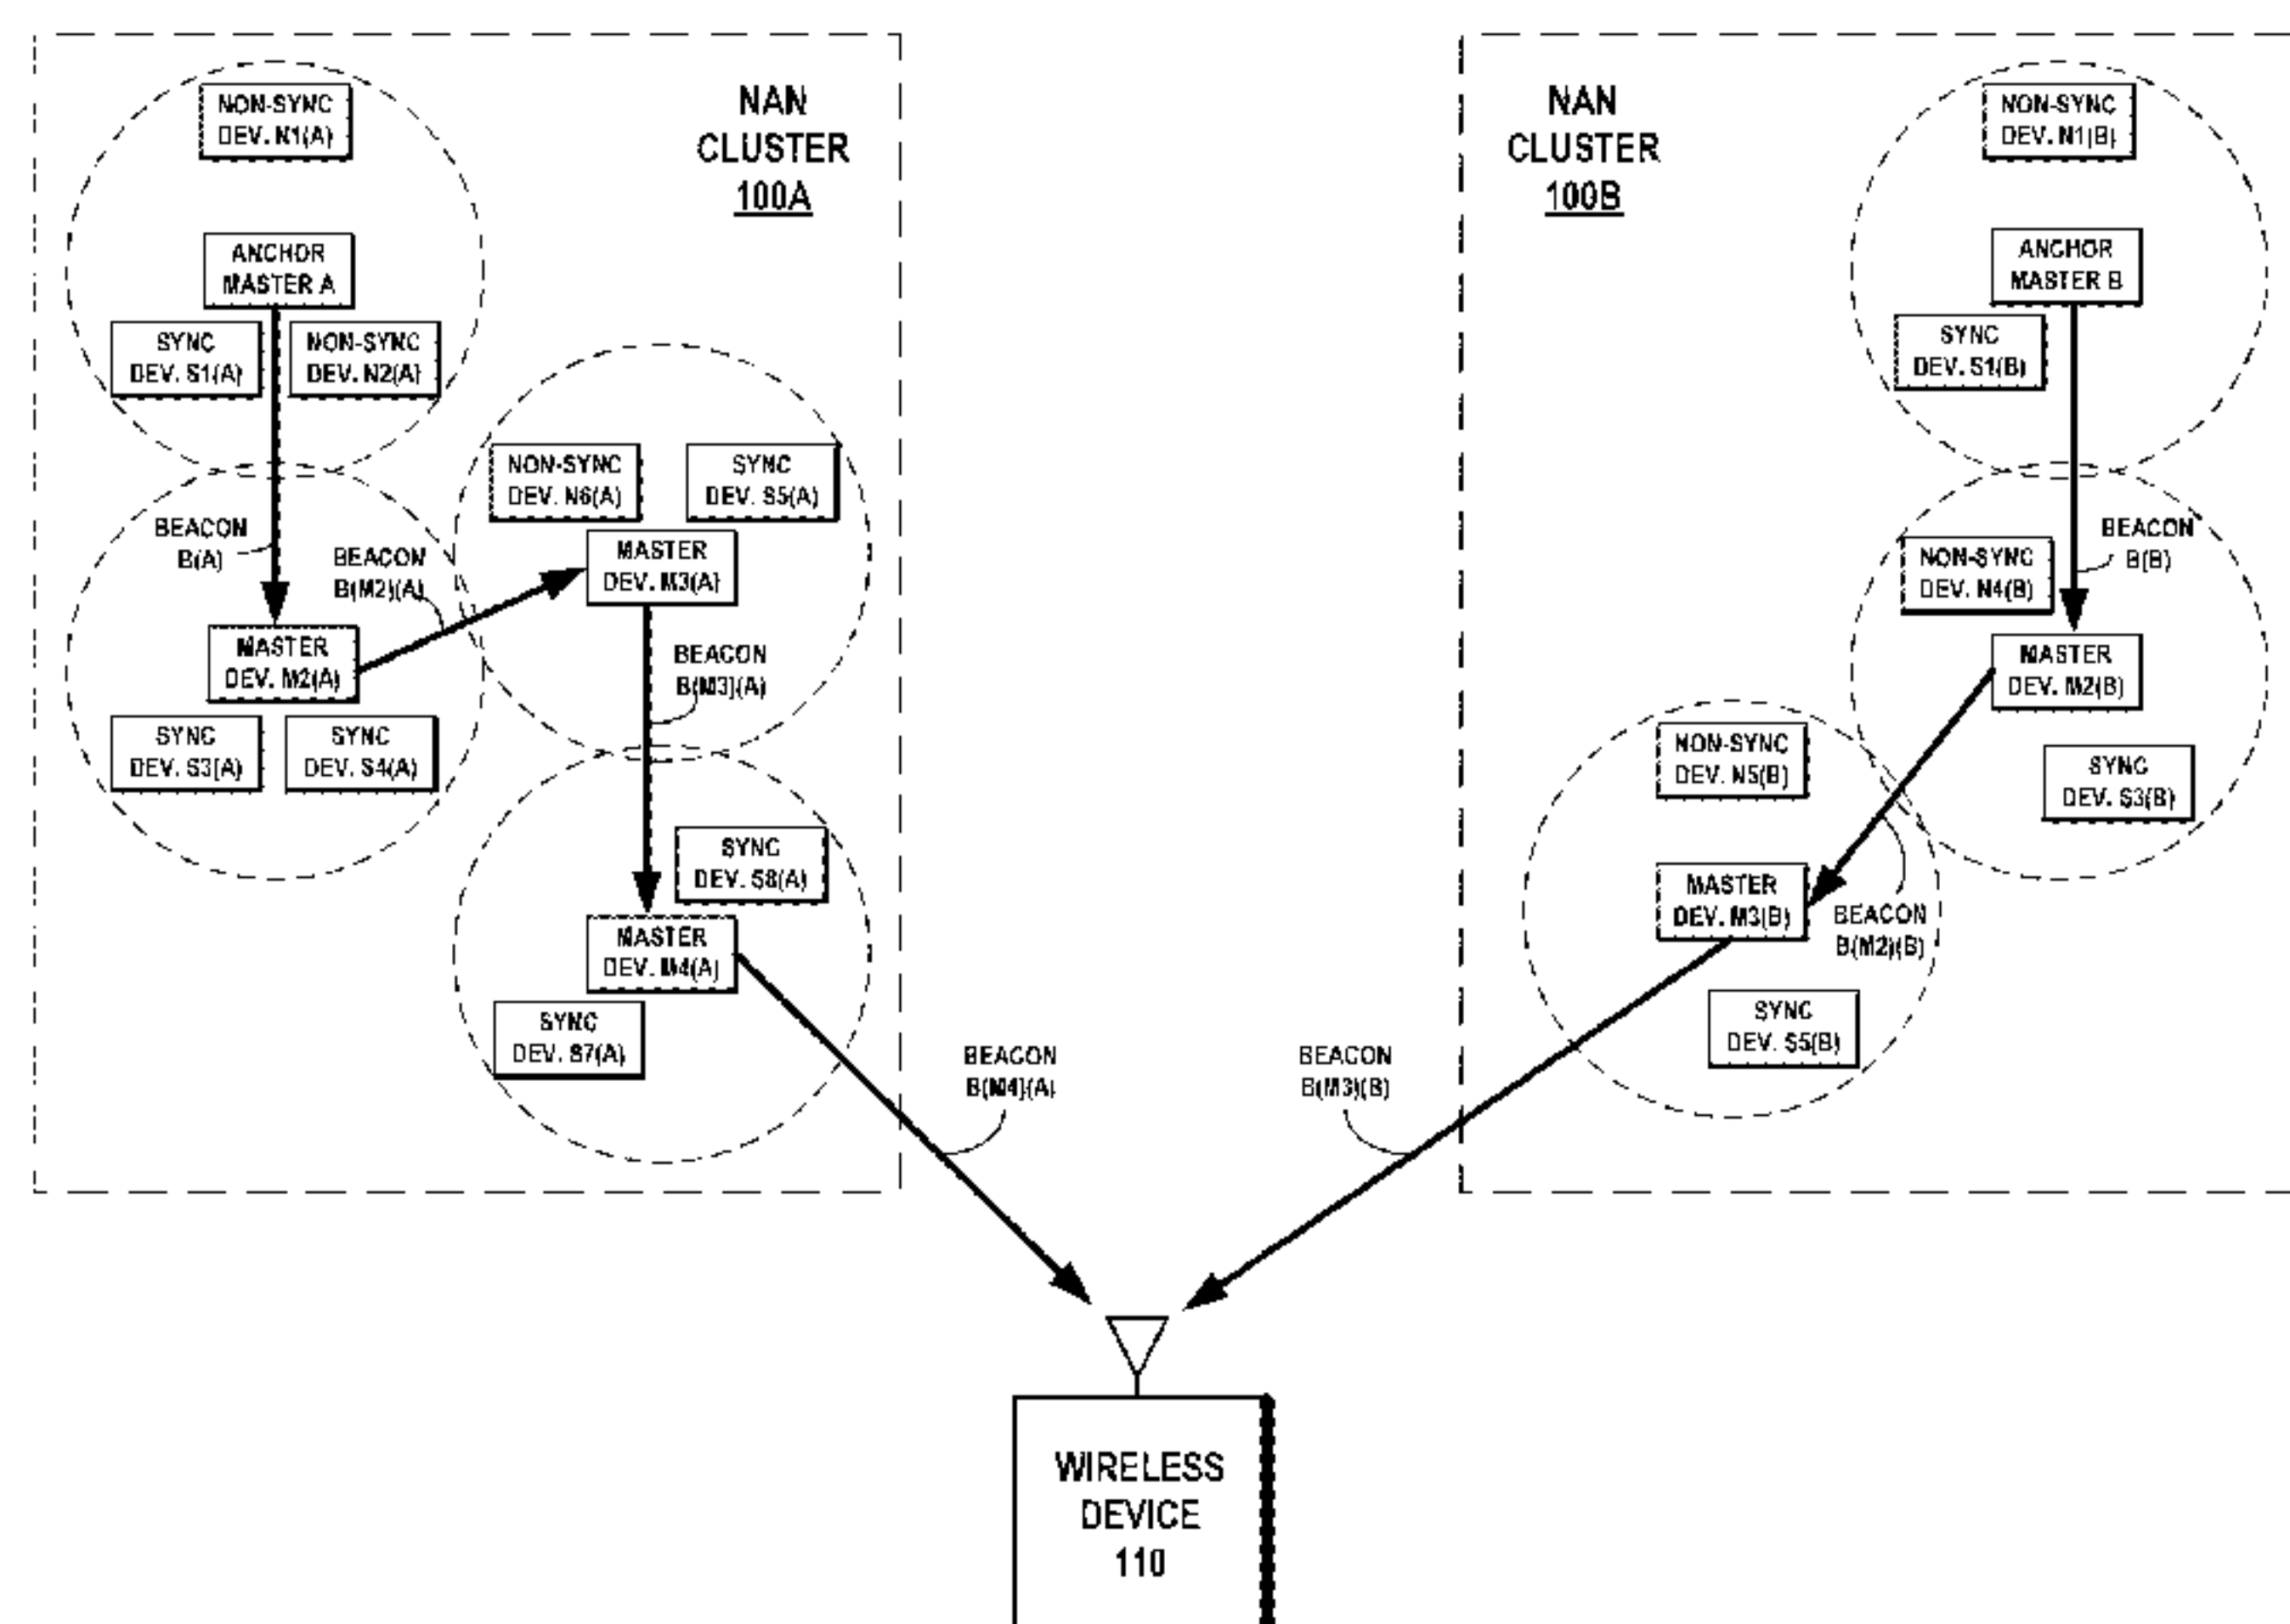 NON-SYNC
DEV. N1(A)
NAN
CLUSTER
100A
ANCHOR
MASTER A
SYNC
DEV. S1(A)
NON-SYNC
DEV. N2(A)
NON-SYNC
DEV. N6(A)
SYNC
DEV. S5(A)
BEACON
B(A)
BEACON
B(M2)(A)
MASTER
DEV. M3(A)
MASTER
DEV. M2(A)
BEACON
B(M3)(A)
SYNC
DEV. S3(A)
SYNC
DEV. S4(A)
SYNC
DEV. S8(A)
MASTER
DEV. M4(A)
SYNC
DEV. S7(A)
BEACON
B(M4)(A)
NAN
CLUSTER
100B
NON-SYNC
DEV. N1(B)
ANCHOR
MASTER B
SYNC
DEV. S1(B)
BEACON
B(B)
NON-SYNC
DEV. N4(B)
MASTER
DEV. M2(B)
NON-SYNC
DEV. N5(B)
SYNC
DEV. S3(B)
MASTER
DEV. M3(B)
BEACON
B(M2)(B)
SYNC
DEV. S5(B)
BEACON
B(M3)(B)
WIRELESS
DEVICE
110